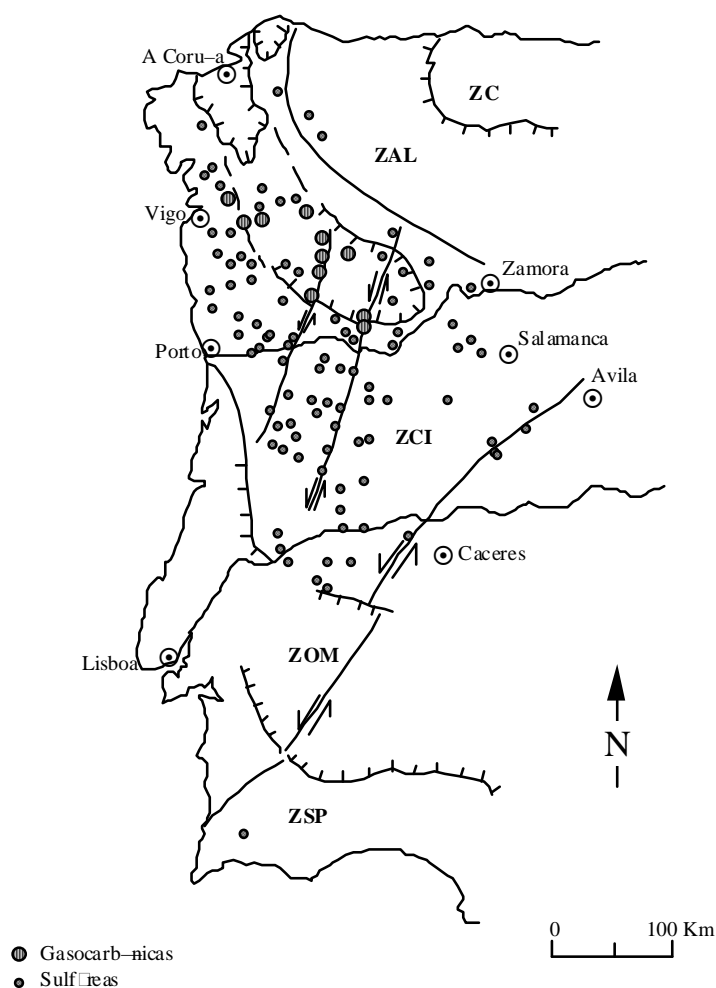 A Coru–a
ZC
ZAL
Vigo
Zamora
Salamanca
Porto
Avila
ZCI
Caceres
Lisboa
ZOM
N
ZSP
0 100 Km
Gasocarb–nicas
Sulf□reas